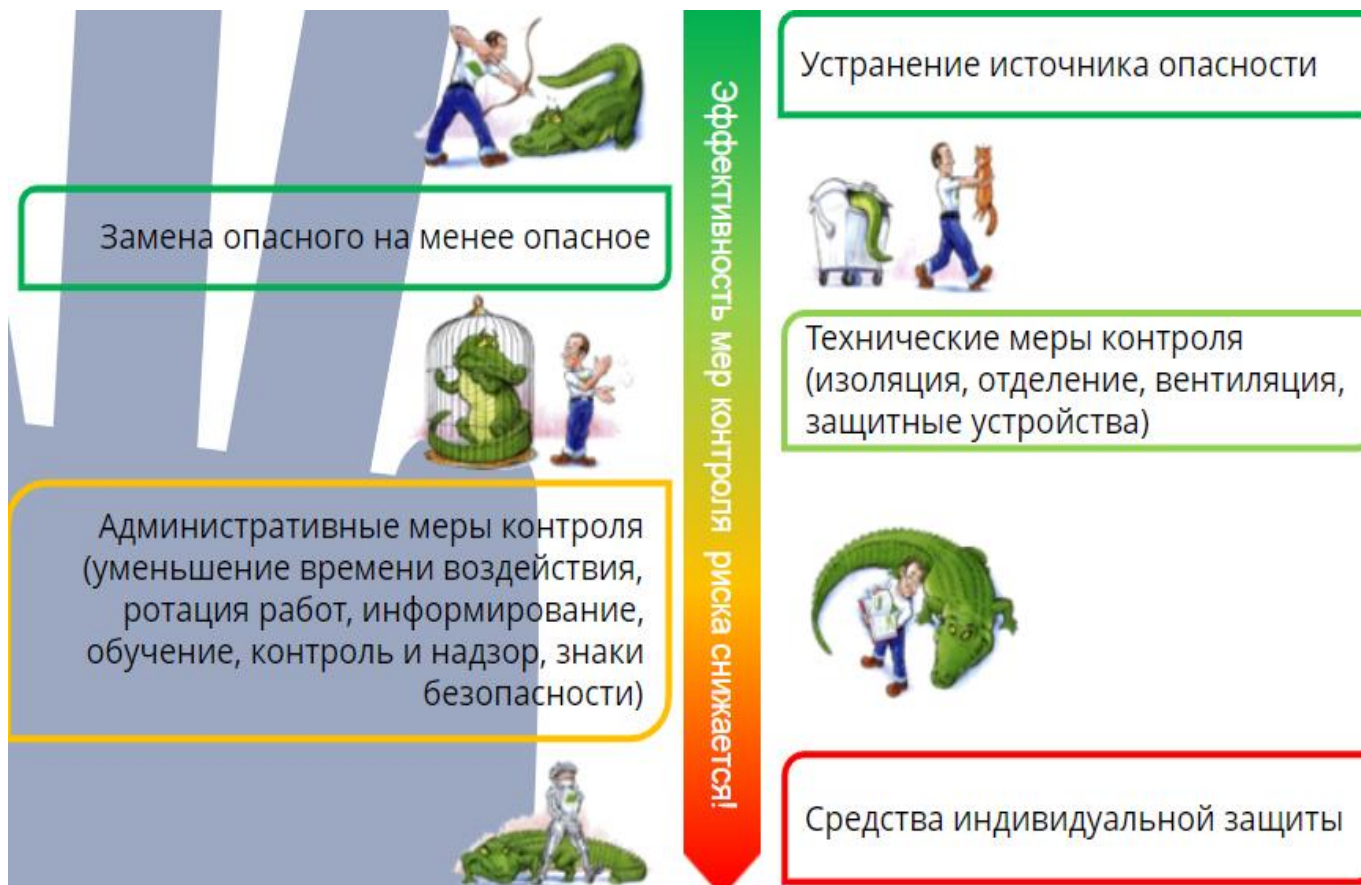 Устранение источника опасности
Замена опасного на менее опасное
Технические меры контроля
(изоляция, отделение, вентиляция,
защитные устройства)
Административные меры контроля
(уменьшение времени воздействия,
ротация работ, информирование,
обучение, контроль и надзор, знаки
безопасности)
Средства индивидуальной защиты
Эффективность мер контроля риска снижается!